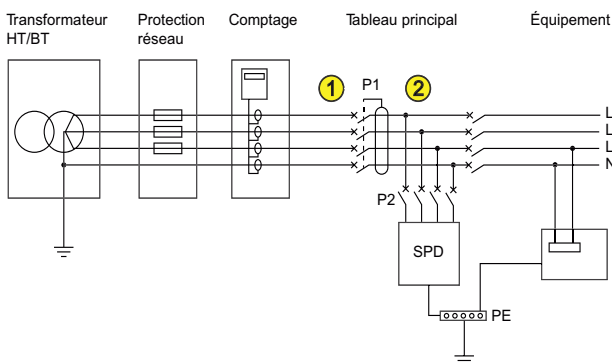 Transformateur
HT/BT
Protection
réseau
Comptage
Tableau principal
Équipement
1
P1
2
L
L
L
N
P2
SPD
PE